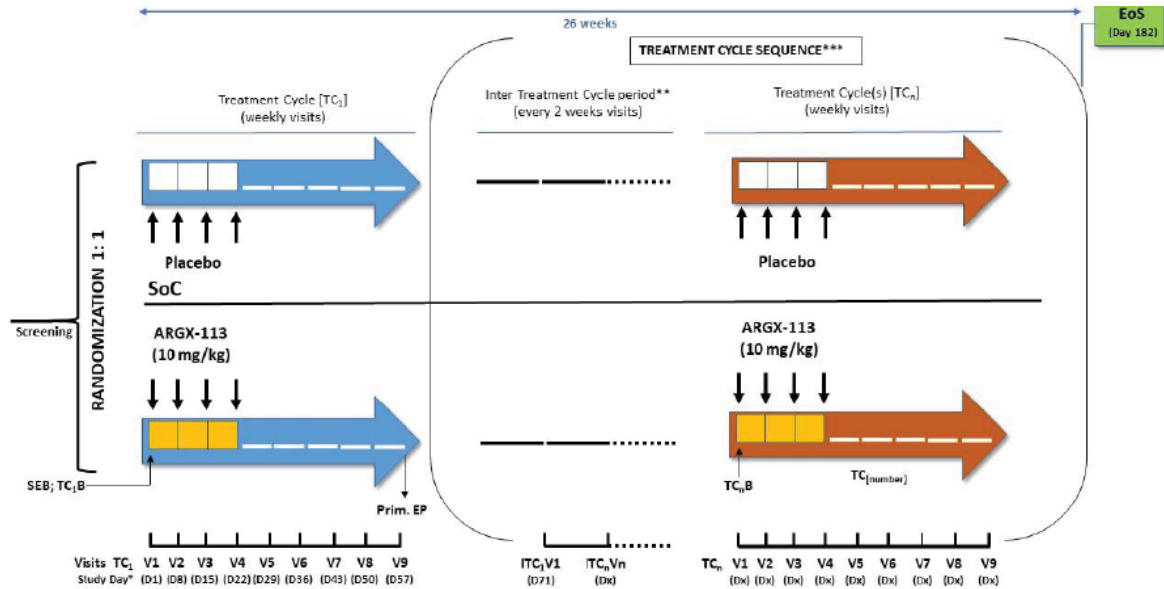 26 weeks
EoS
(Day 182)
TREATMENT CYCLE SEQUENCE***
Treatment Cycle [TC1]
(weekly visits)
Inter Treatment Cycle period**
(every 2 weeks visits)
Treatment Cycle(s) [TCn]
(weekly visits)
Placebo
Placebo
SoC
Screening
RANDOMIZATION 1: 1
ARGX-113
(10 mg/kg)
ARGX-113
(10 mg/kg)
SEB; TC1B
Prim. EP
TCnB
TC[number]
Visits TC1 V1 V2 V3 V4 V5 V6 V7 V8 V9
Study Day* (D1) (D8) (D15) (D22) (D29) (D36) (D43) (D50) (D57)
ITC1V1 ITCnVn
(D71) (Dx)
TCn V1 V2 V3 V4 V5 V6 V7 V8 V9
(Dx) (Dx) (Dx) (Dx) (Dx) (Dx) (Dx) (Dx) (Dx)